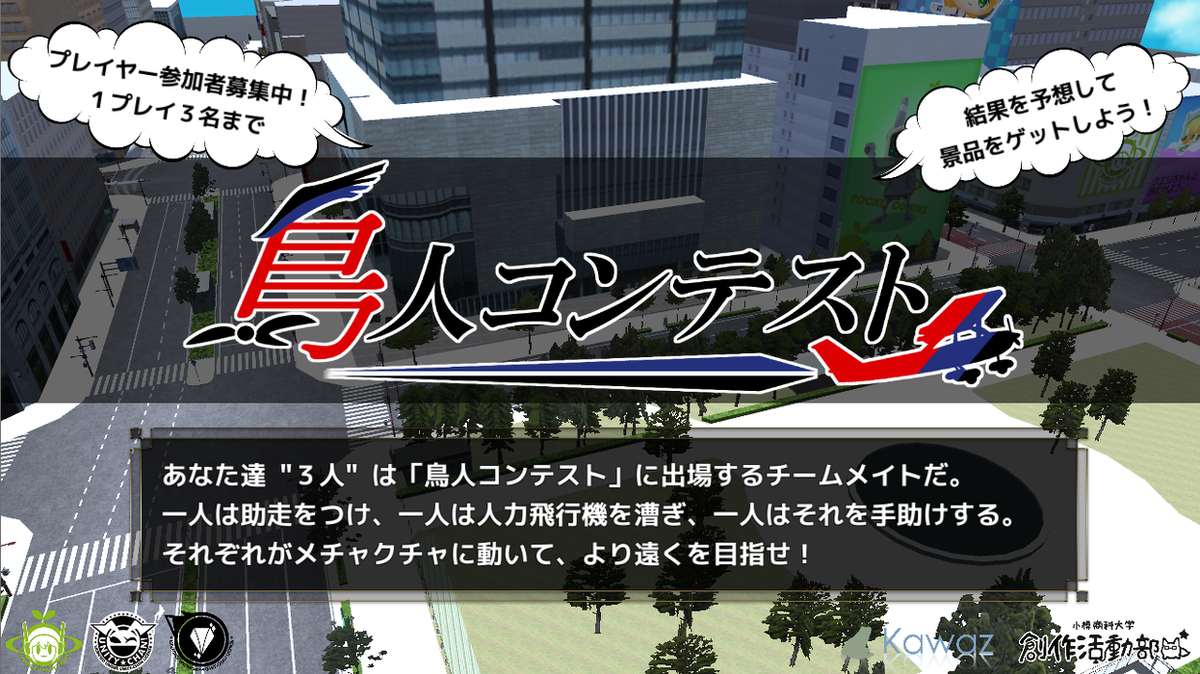 プレイヤー参加者募集中！
１プレイ３名まで
結果を予想して
景品をゲットしよう！
鳥人コンテスト
あなた達 "３人" は「鳥人コンテスト」に出場するチームメイトだ。
一人は助走をつけ、一人は人力飛行機を漕ぎ、一人はそれを手助けする。
それぞれがメチャクチャに動いて、より遠くを目指せ！
UNITY-CHAN!
Kawaz
小樽商科大学
創作活動部